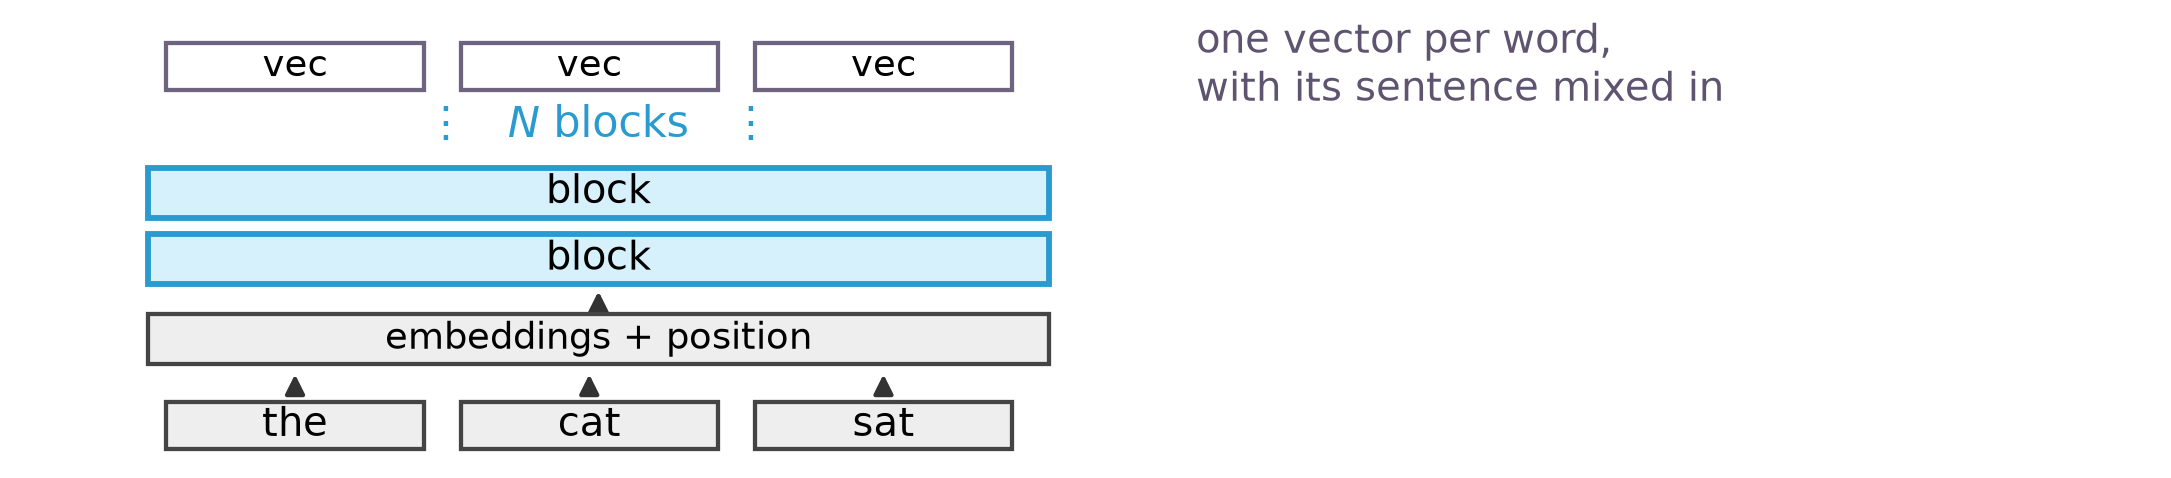 vec vec vec
one vector per word,
with its sentence mixed in
⋮ N blocks ⋮
block
block
embeddings + position
the cat sat